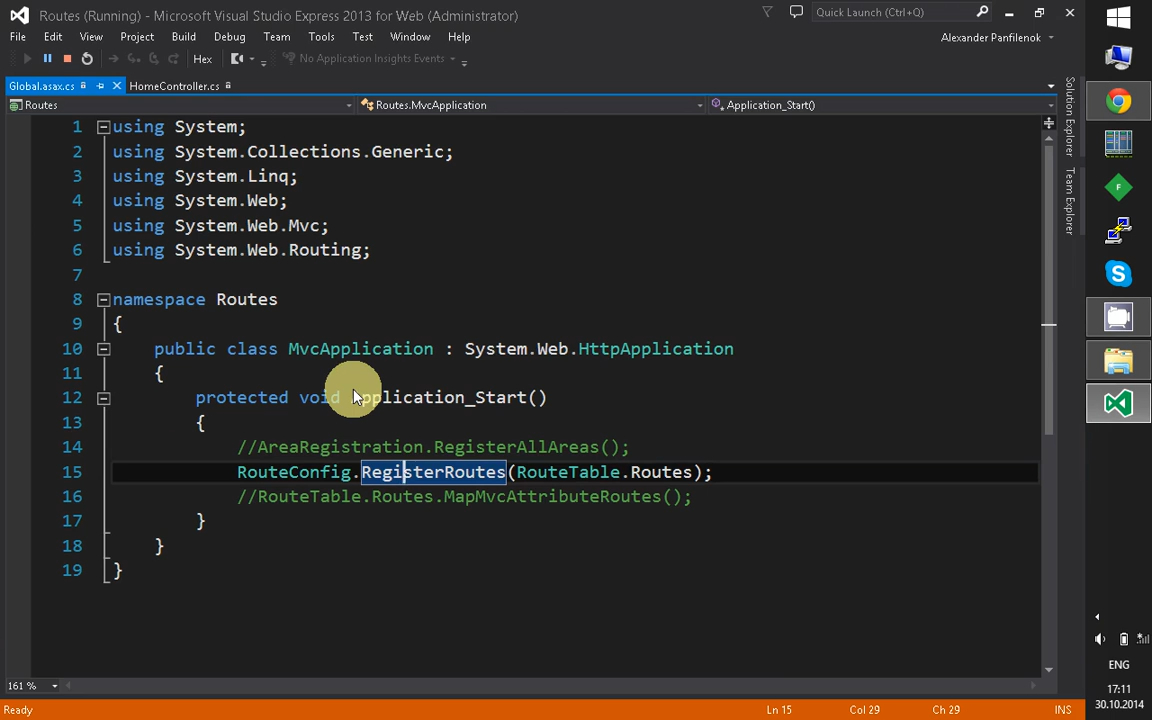 Routes (Running) - Microsoft Visual Studio Express 2013 for Web (Administrator)
Quick Launch (Ctrl+Q)
File Edit View Project Build Debug Team Tools Test Window Help
Alexander Panfilenok
Hex No Application Insights Events
Global.asax.cs HomeController.cs
Routes Routes.MvcApplication Application_Start()
1 using System;
2 using System.Collections.Generic;
3 using System.Linq;
4 using System.Web;
5 using System.Web.Mvc;
6 using System.Web.Routing;
7
8 namespace Routes
9 {
10 public class MvcApplication : System.Web.HttpApplication
11 {
12 protected void Application_Start()
13 {
14 //AreaRegistration.RegisterAllAreas();
15 RouteConfig.RegisterRoutes(RouteTable.Routes);
16 //RouteTable.Routes.MapMvcAttributeRoutes();
17 }
18 }
19 }
Solution Explorer
Team Explorer
161 %
Ready Ln 15 Col 29 Ch 29 INS
F
ENG
17:11
30.10.2014